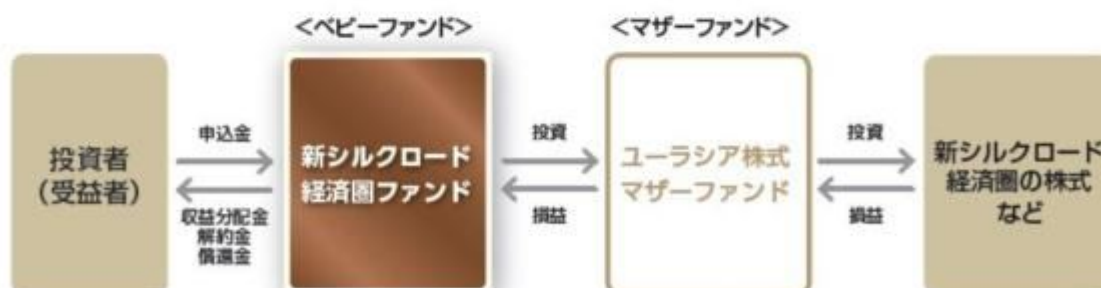 <ベビーファンド>
<マザーファンド>
投資者
(受益者)
申込金
収益分配金
解約金
償還金
新シルクロード
経済圏ファンド
投資
損益
ユーラシア株式
マザーファンド
投資
損益
新シルクロード
経済圏の株式
など